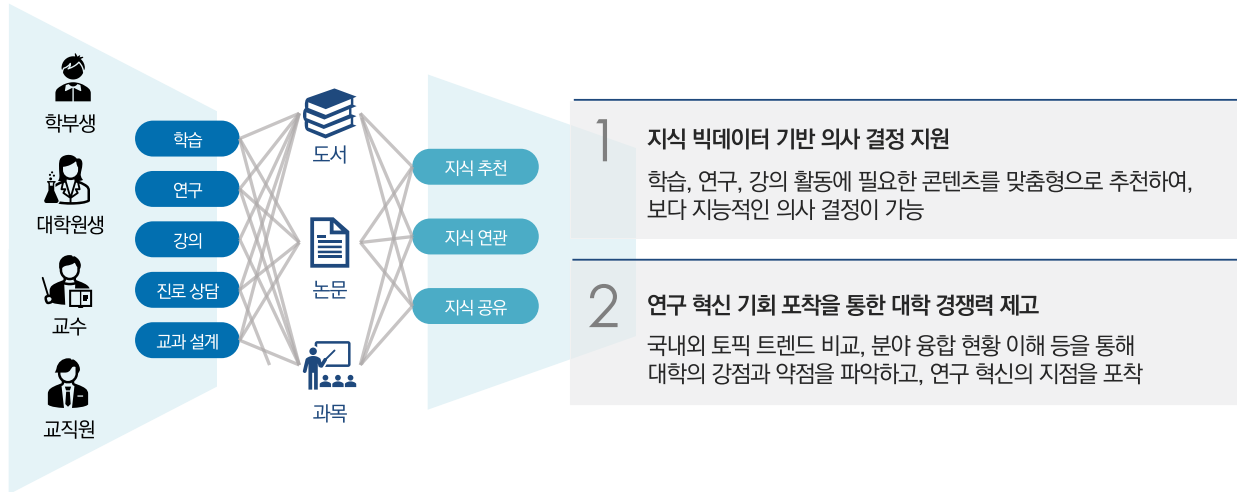 학부생
대학원생
교수
교직원
학습
연구
강의
진로 상담
교과 설계
도서
논문
과목
지식 추천
지식 연관
지식 공유
1
지식 빅데이터 기반 의사 결정 지원
학습, 연구, 강의 활동에 필요한 콘텐츠를 맞춤형으로 추천하여,
보다 지능적인 의사 결정이 가능
2
연구 혁신 기회 포착을 통한 대학 경쟁력 제고
국내외 토픽 트렌드 비교, 분야 융합 현황 이해 등을 통해
대학의 강점과 약점을 파악하고, 연구 혁신의 지점을 포착